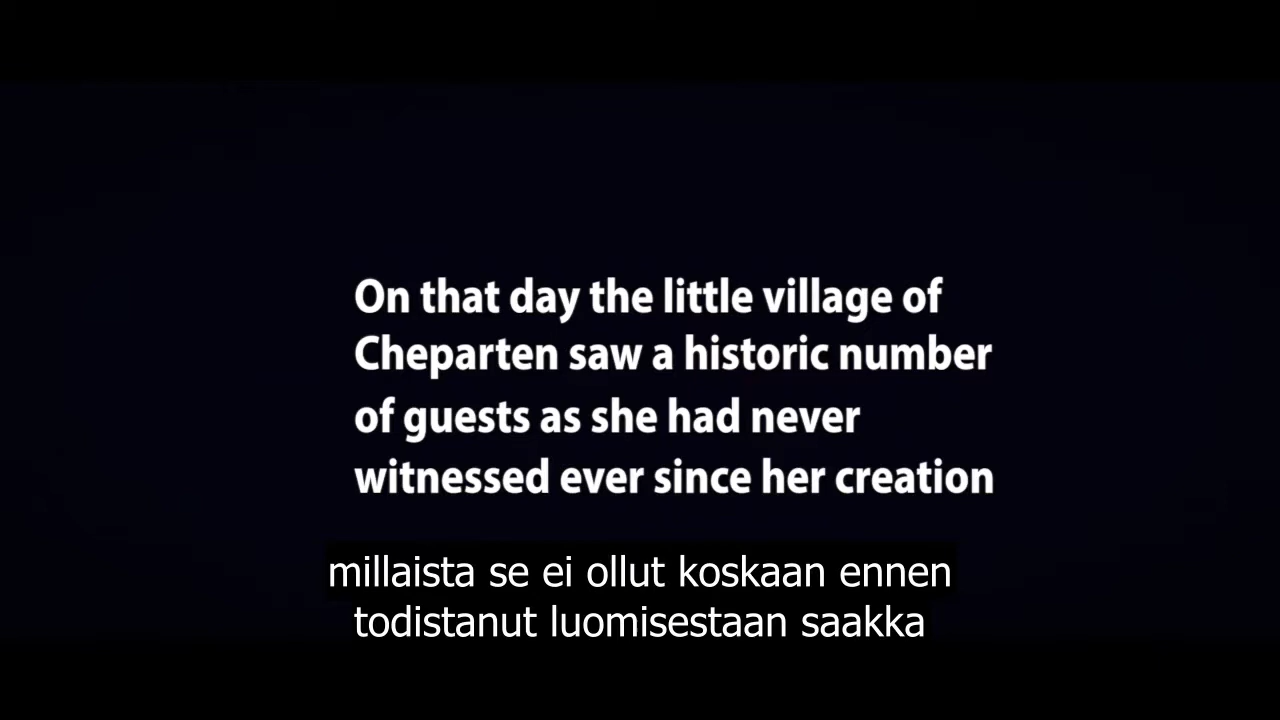 On that day the little village of
Cheparten saw a historic number
of guests as she had never
witnessed ever since her creation
millaista se ei ollut koskaan ennen
todistanut luomisestaan saakka